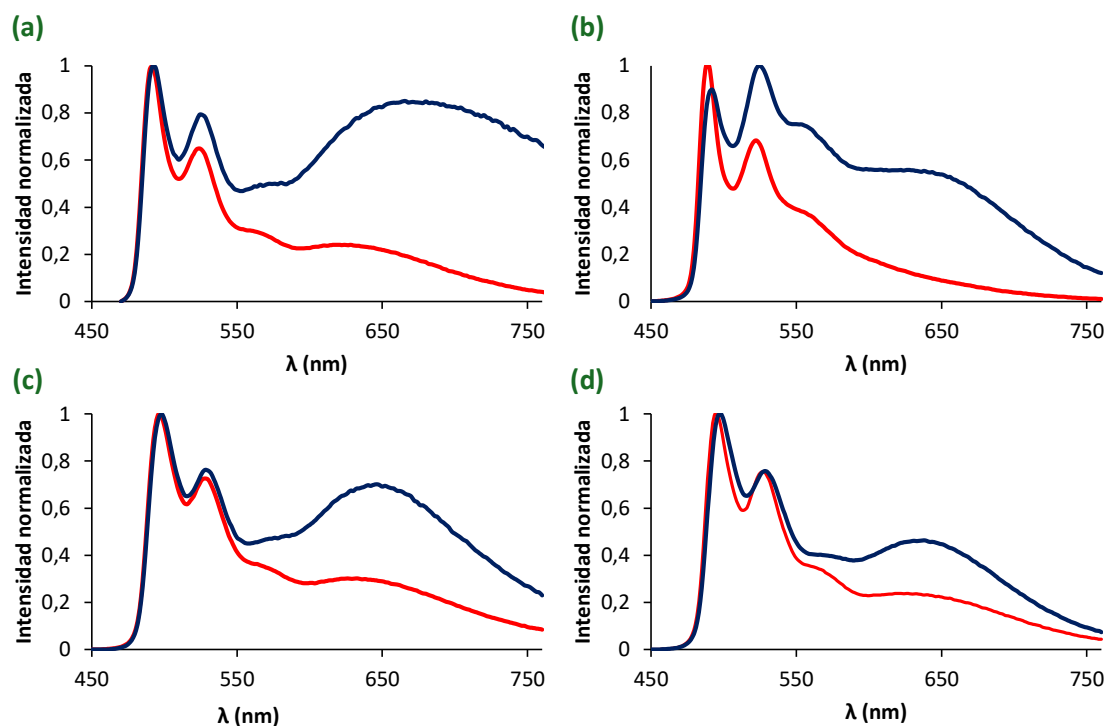 (a)
Intensidad normalizada
1
0,8
0,6
0,4
0,2
0
450 550 650 750
λ (nm)
(b)
Intensidad normalizada
1
0,8
0,6
0,4
0,2
0
450 550 650 750
λ (nm)
(c)
Intensidad normalizada
1
0,8
0,6
0,4
0,2
0
450 550 650 750
λ (nm)
(d)
Intensidad normalizada
1
0,8
0,6
0,4
0,2
0
450 550 650 750
λ (nm)